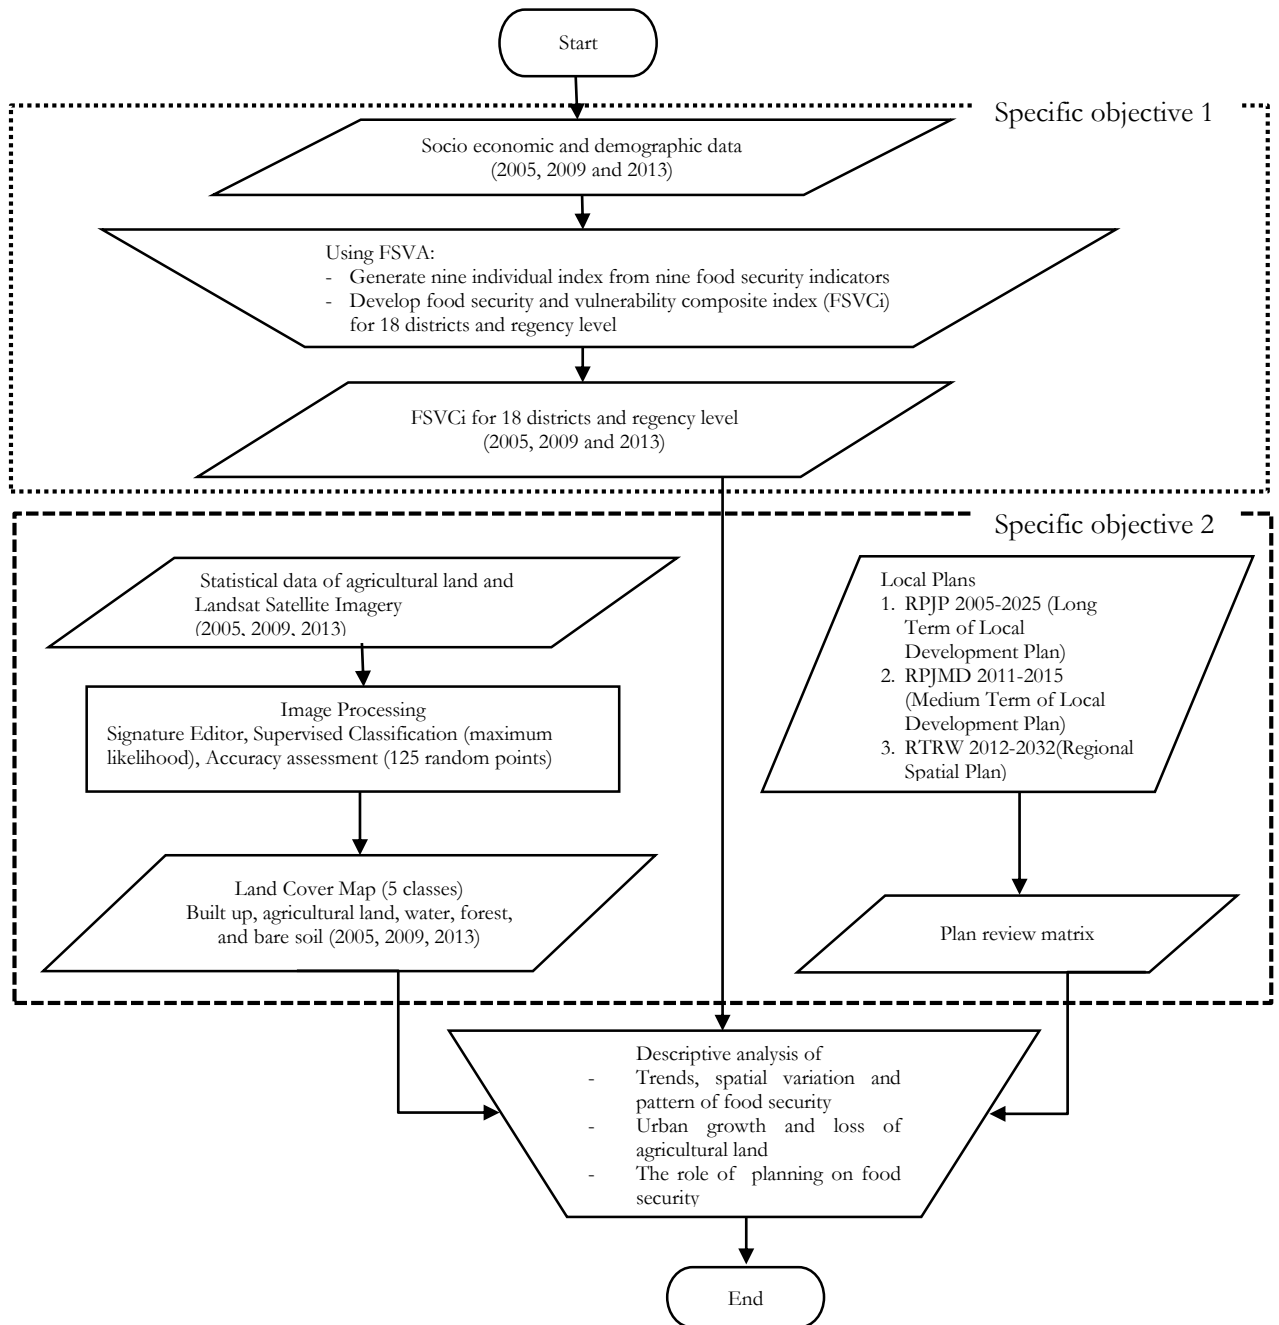 Start
Specific objective 1
Socio economic and demographic data
(2005, 2009 and 2013)
Using FSVA:
- Generate nine individual index from nine food security indicators
- Develop food security and vulnerability composite index (FSVCi)
for 18 districts and regency level
FSVCi for 18 districts and regency level
(2005, 2009 and 2013)
Specific objective 2
Statistical data of agricultural land and
Landsat Satellite Imagery
(2005, 2009, 2013)
Local Plans
1. RPJP 2005-2025 (Long
Term of Local
Development Plan)
2. RPJMD 2011-2015
(Medium Term of Local
Development Plan)
3. RTRW 2012-2032(Regional
Spatial Plan)
Image Processing
Signature Editor, Supervised Classification (maximum
likelihood), Accuracy assessment (125 random points)
Land Cover Map (5 classes)
Built up, agricultural land, water, forest,
and bare soil (2005, 2009, 2013)
Plan review matrix
Descriptive analysis of
- Trends, spatial variation and
pattern of food security
- Urban growth and loss of
agricultural land
- The role of planning on food
security
End